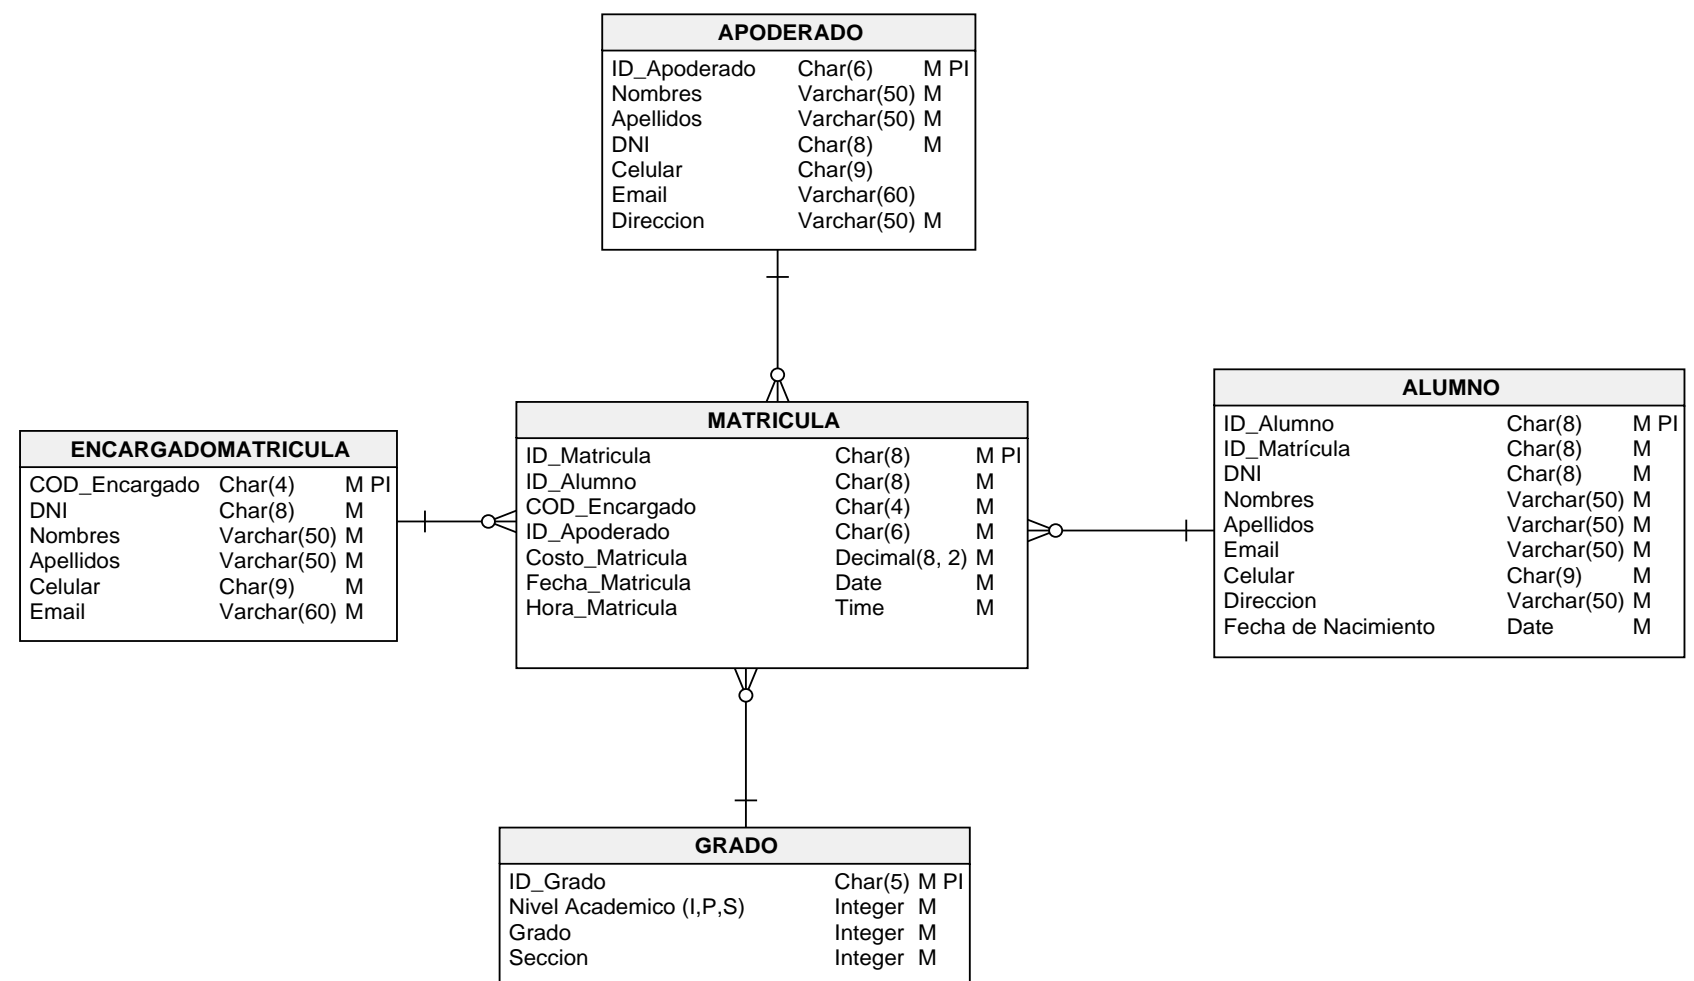 APODERADO
ID_Apoderado Char(6) M PI
Nombres Varchar(50) M
Apellidos Varchar(50) M
DNI Char(8) M
Celular Char(9)
Email Varchar(60)
Direccion Varchar(50) M
ENCARGADOMATRICULA
COD_Encargado Char(4) M PI
DNI Char(8) M
Nombres Varchar(50) M
Apellidos Varchar(50) M
Celular Char(9) M
Email Varchar(60) M
MATRICULA
ID_Matricula Char(8) M PI
ID_Alumno Char(8) M
COD_Encargado Char(4) M
ID_Apoderado Char(6) M
Costo_Matricula Decimal(8, 2) M
Fecha_Matricula Date M
Hora_Matricula Time M
ALUMNO
ID_Alumno Char(8) M PI
ID_Matrícula Char(8) M
DNI Char(8) M
Nombres Varchar(50) M
Apellidos Varchar(50) M
Email Varchar(50) M
Celular Char(9) M
Direccion Varchar(50) M
Fecha de Nacimiento Date M
GRADO
ID_Grado Char(5) M PI
Nivel Academico (I,P,S) Integer M
Grado Integer M
Seccion Integer M